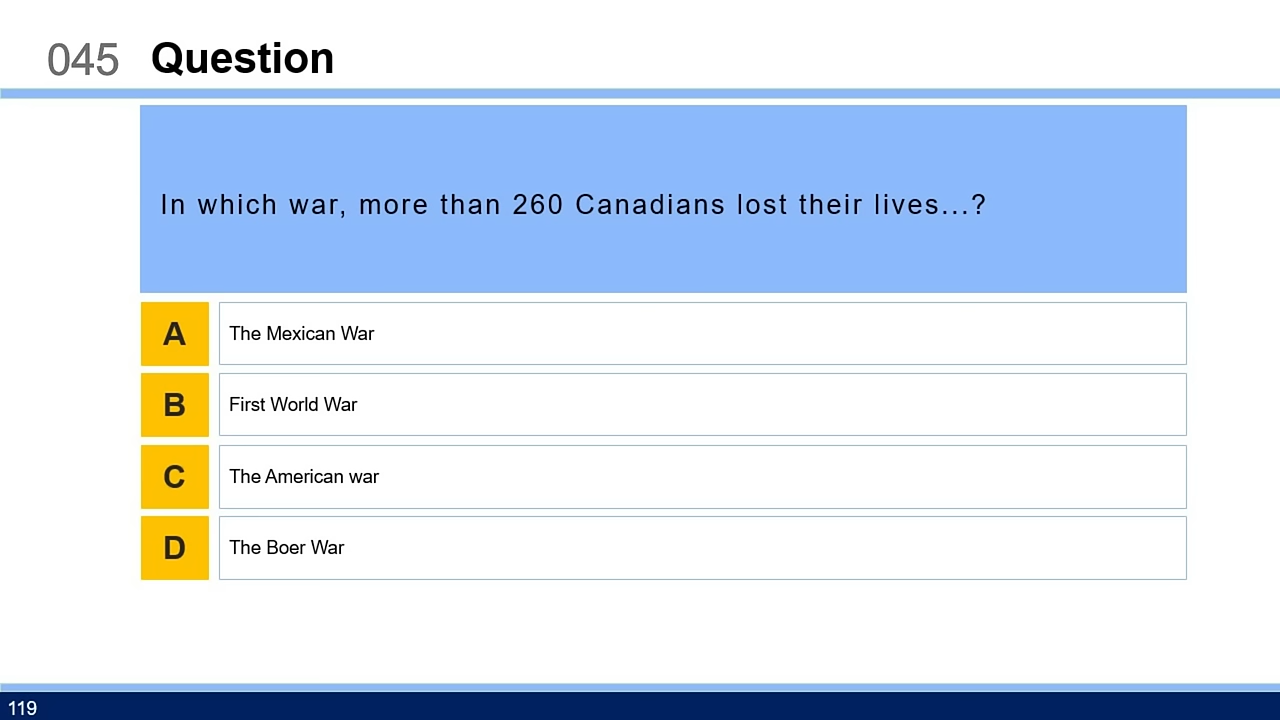 045 Question
In which war, more than 260 Canadians lost their lives...?
A The Mexican War
B First World War
C The American war
D The Boer War
119